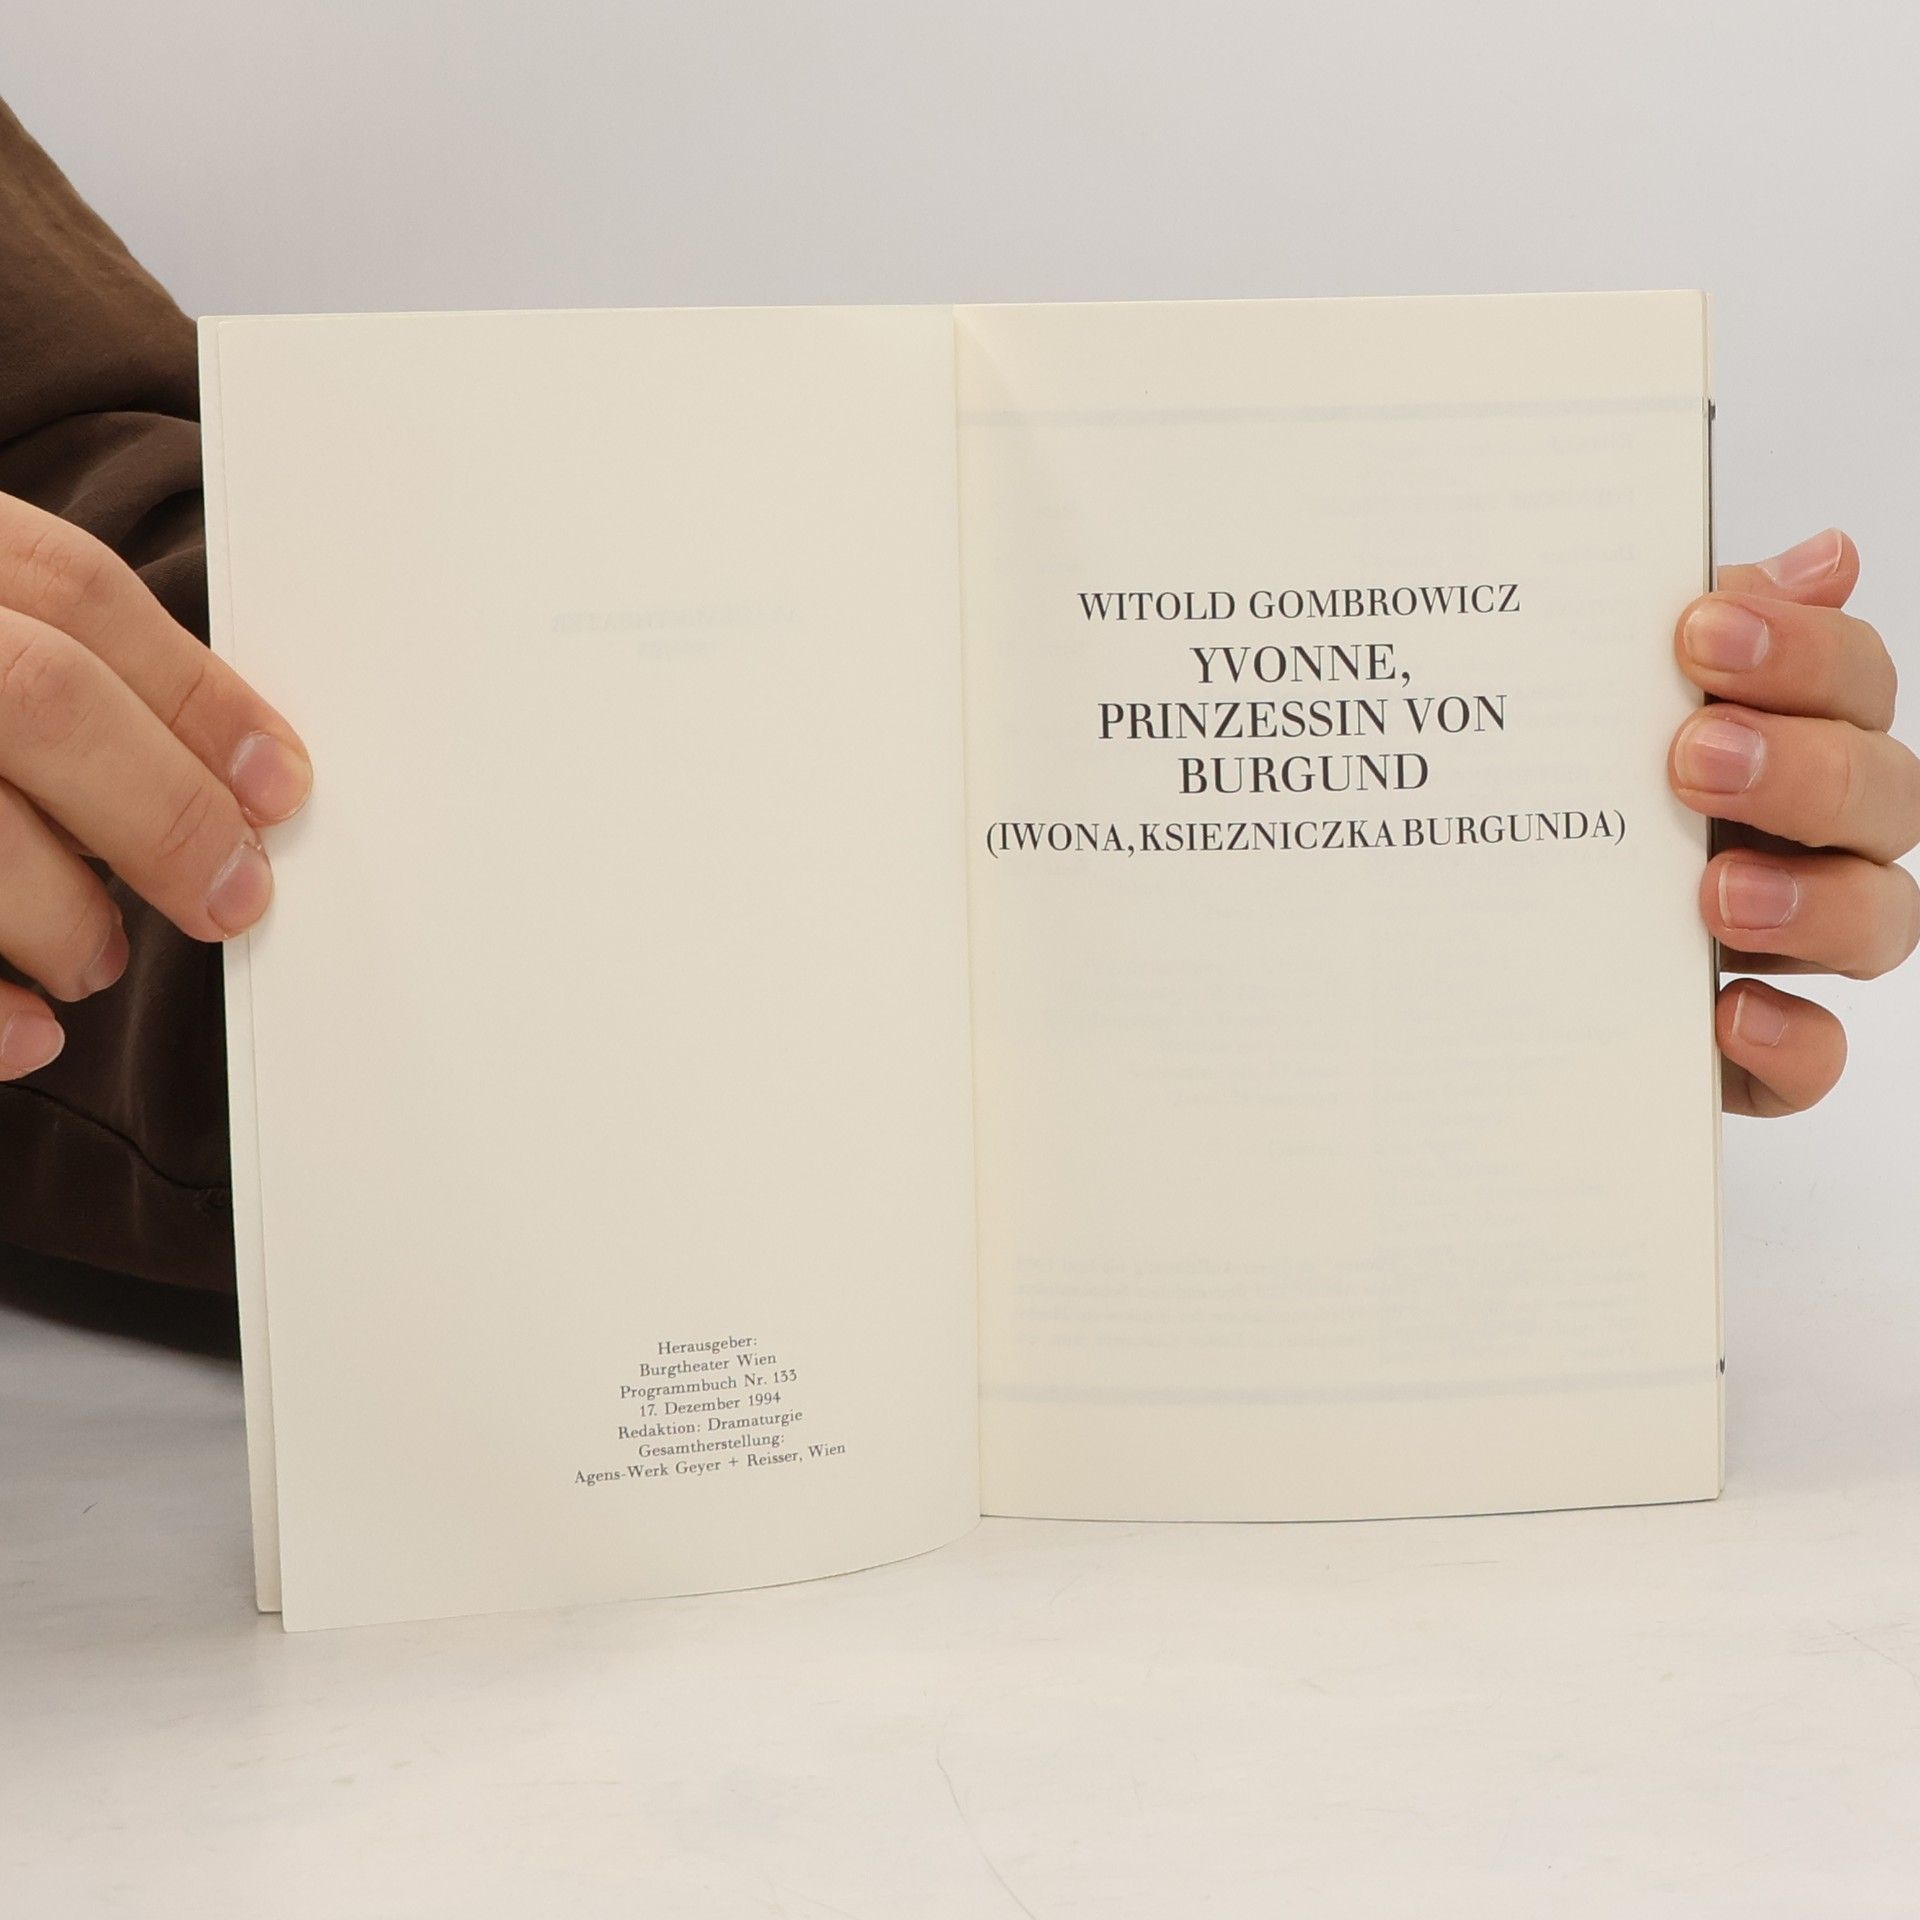 Herausgeber:
Burgtheater Wien
Programmbuch Nr. 133
17. Dezember 1994
Redaktion: Dramaturgie
Gesamtherstellung:
Agens-Werk Geyer + Reisser, Wien
WITOLD GOMBROWICZ
YVONNE,
PRINZESSIN VON
BURGUND
(IWONA, KSIEZNICZKA BURGUNDA)